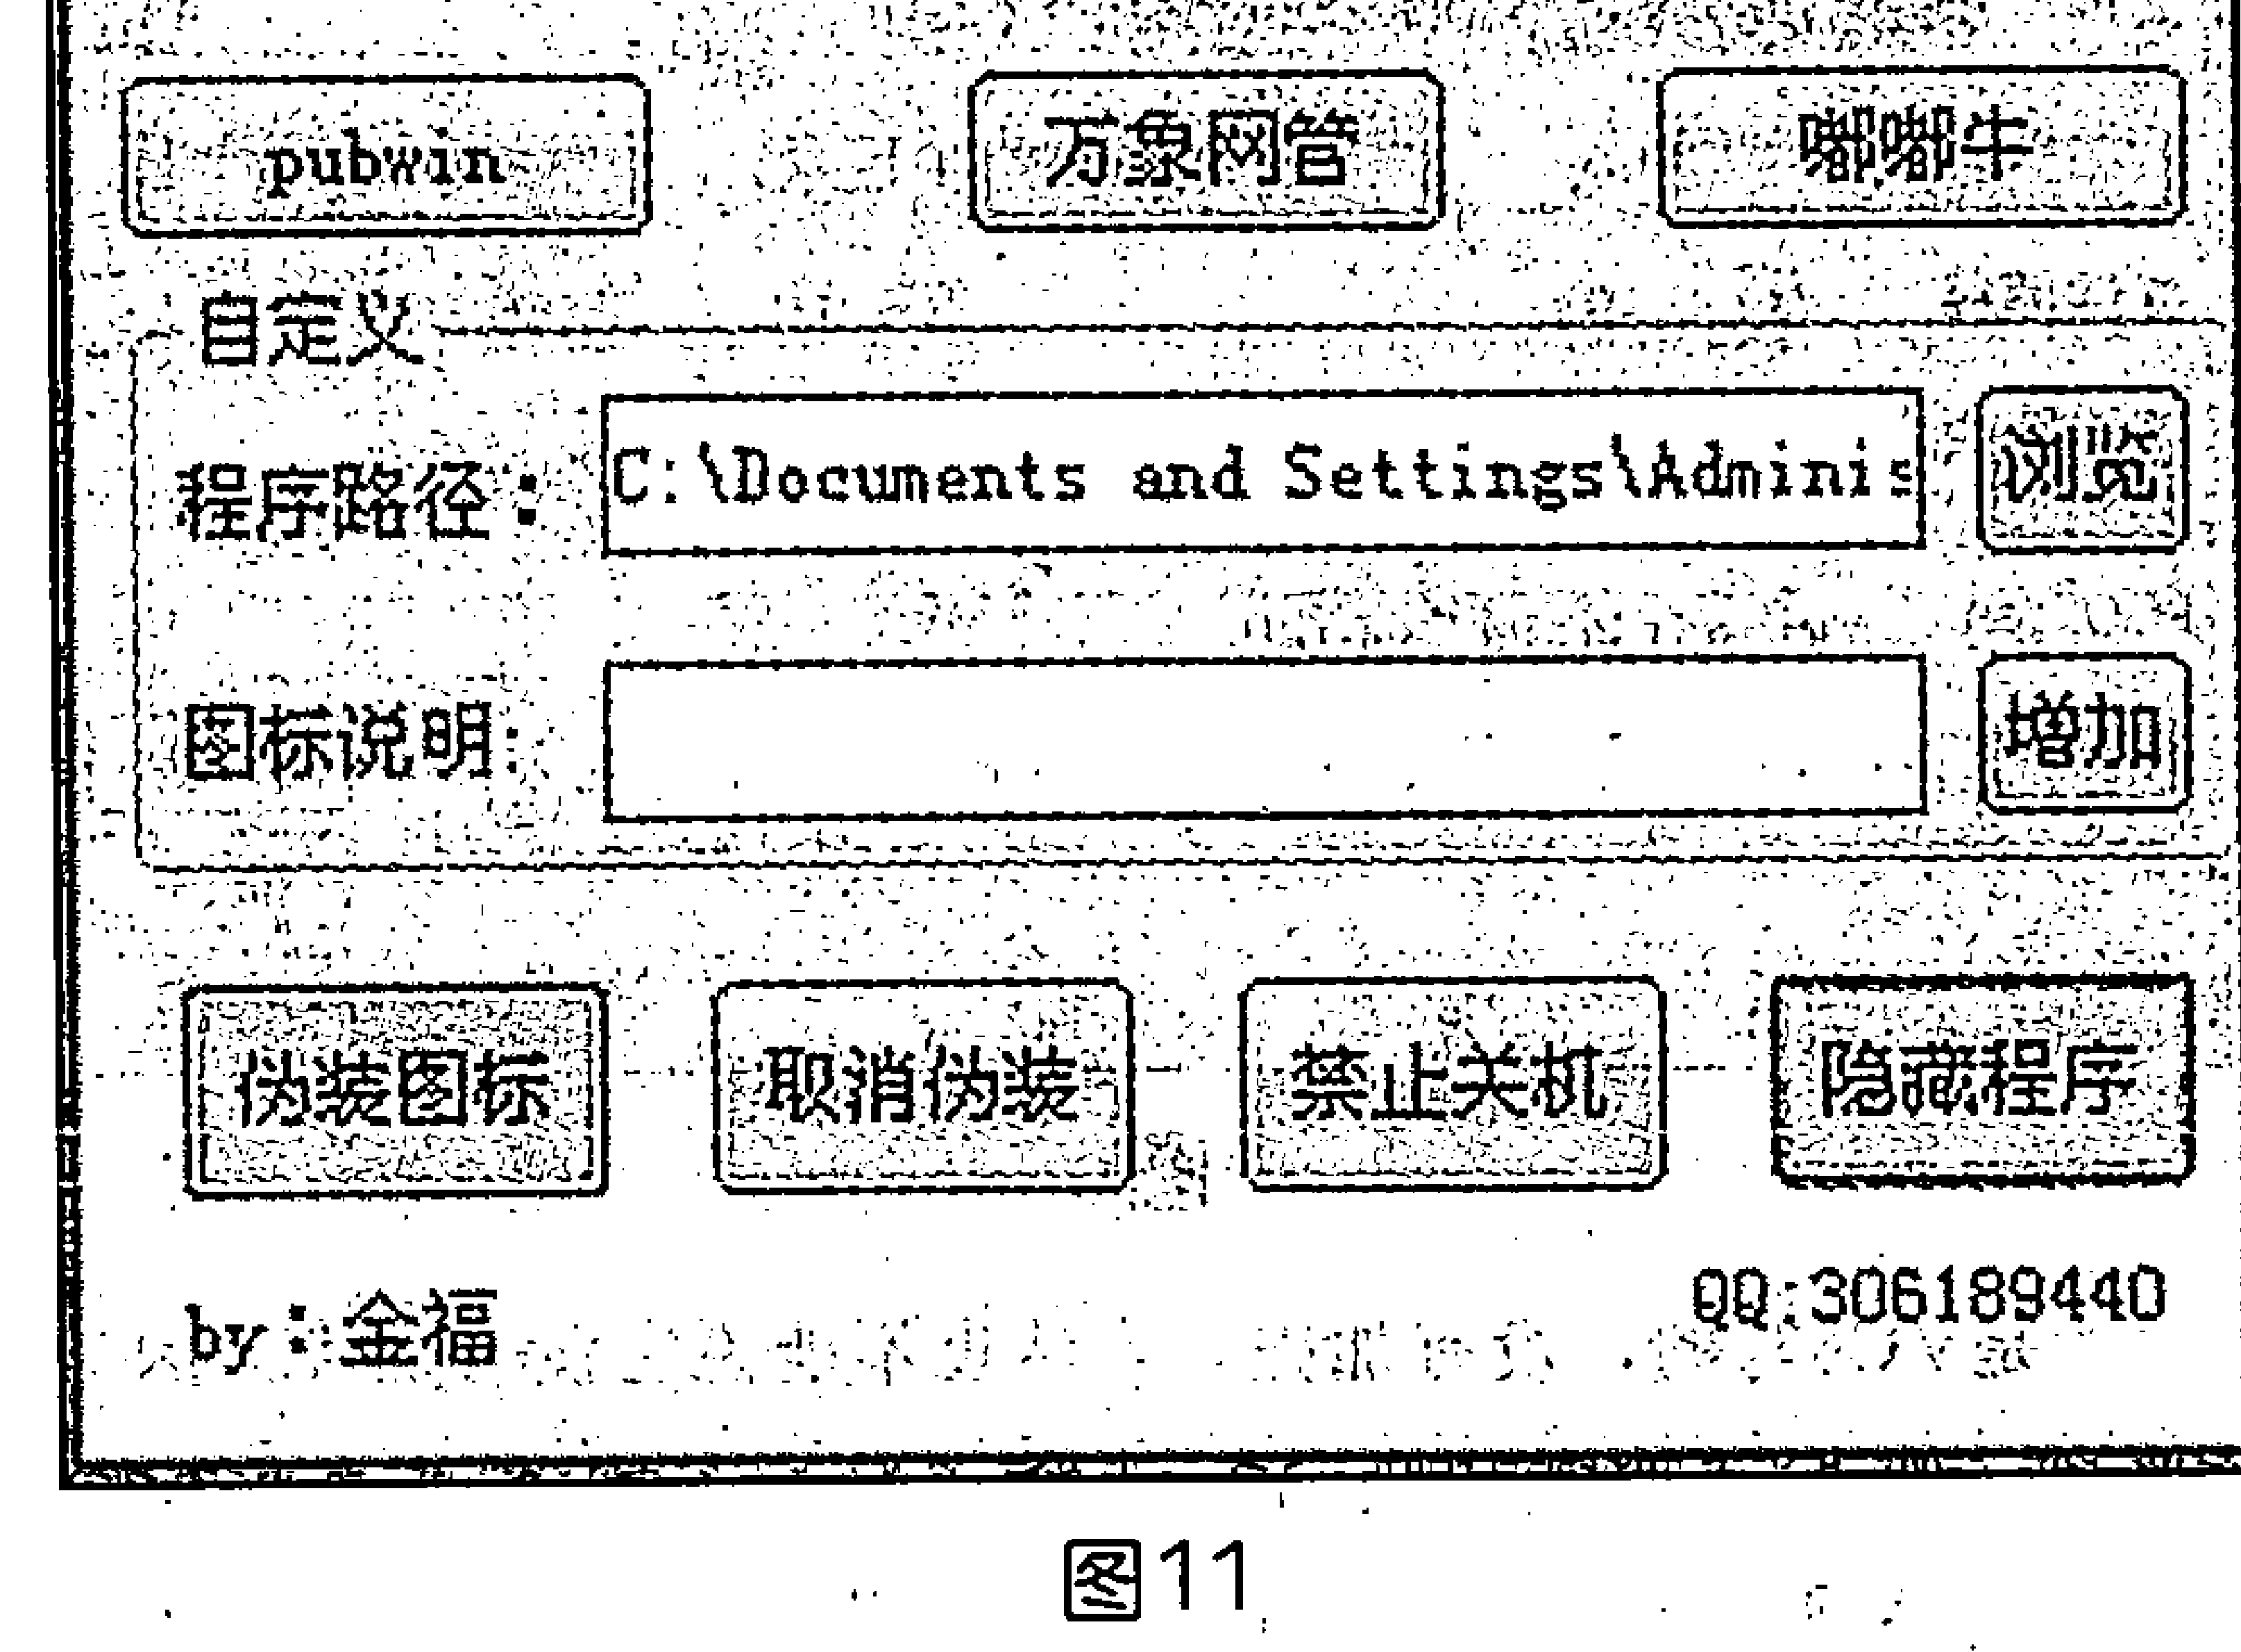 pubwin 万象网管 嘟嘟牛
自定义
程序路径： C:\Documents and Settings\Adminis 浏览
图标说明: 增加
伪装图标 取消伪装 禁止关机 隐藏程序
by：金福 QQ:306189440
图11